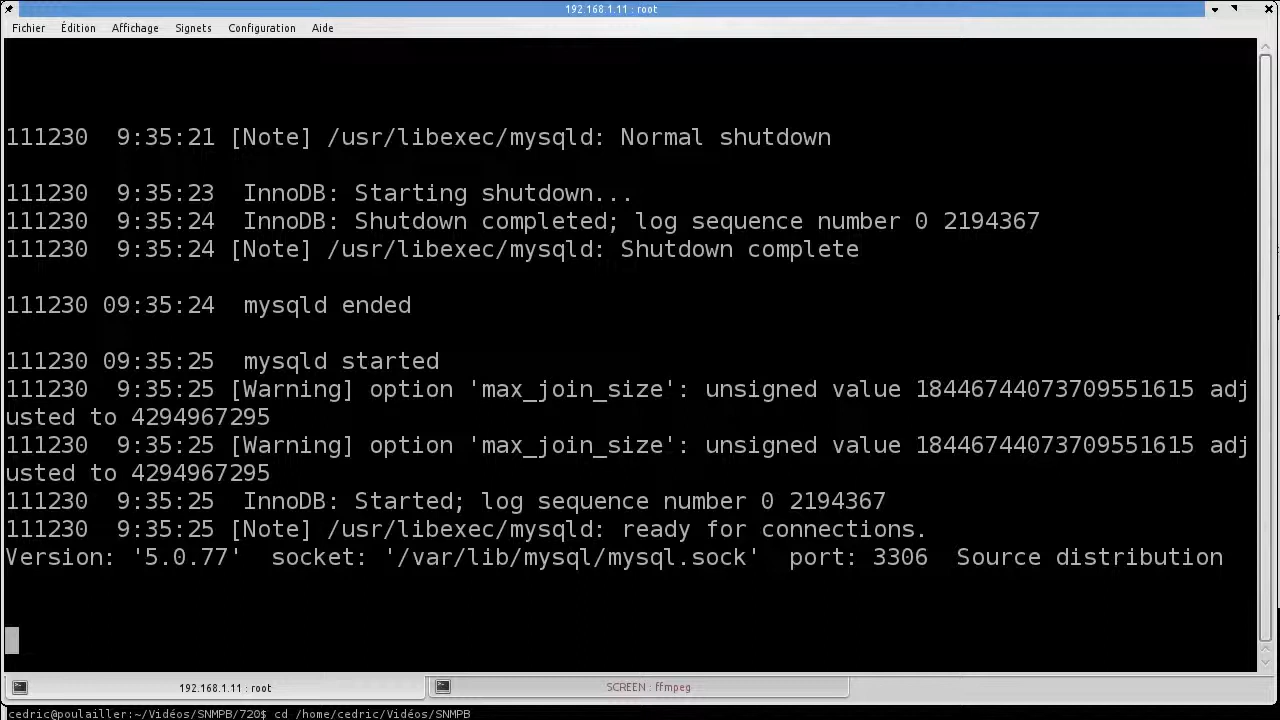 192.168.1.11 : root
Fichier Édition Affichage Signets Configuration Aide
111230  9:35:21 [Note] /usr/libexec/mysqld: Normal shutdown
111230  9:35:23  InnoDB: Starting shutdown...
111230  9:35:24  InnoDB: Shutdown completed; log sequence number 0 2194367
111230  9:35:24 [Note] /usr/libexec/mysqld: Shutdown complete
111230 09:35:24  mysqld ended
111230 09:35:25  mysqld started
111230  9:35:25 [Warning] option 'max_join_size': unsigned value 18446744073709551615 adj
usted to 4294967295
111230  9:35:25 [Warning] option 'max_join_size': unsigned value 18446744073709551615 adj
usted to 4294967295
111230  9:35:25  InnoDB: Started; log sequence number 0 2194367
111230  9:35:25 [Note] /usr/libexec/mysqld: ready for connections.
Version: '5.0.77'  socket: '/var/lib/mysql/mysql.sock'  port: 3306  Source distribution
192.168.1.11 : root SCREEN : ffmpeg
cedric@poulailler:~/Vidéos/SNMPB/720$ cd /home/cedric/Vidéos/SNMPB